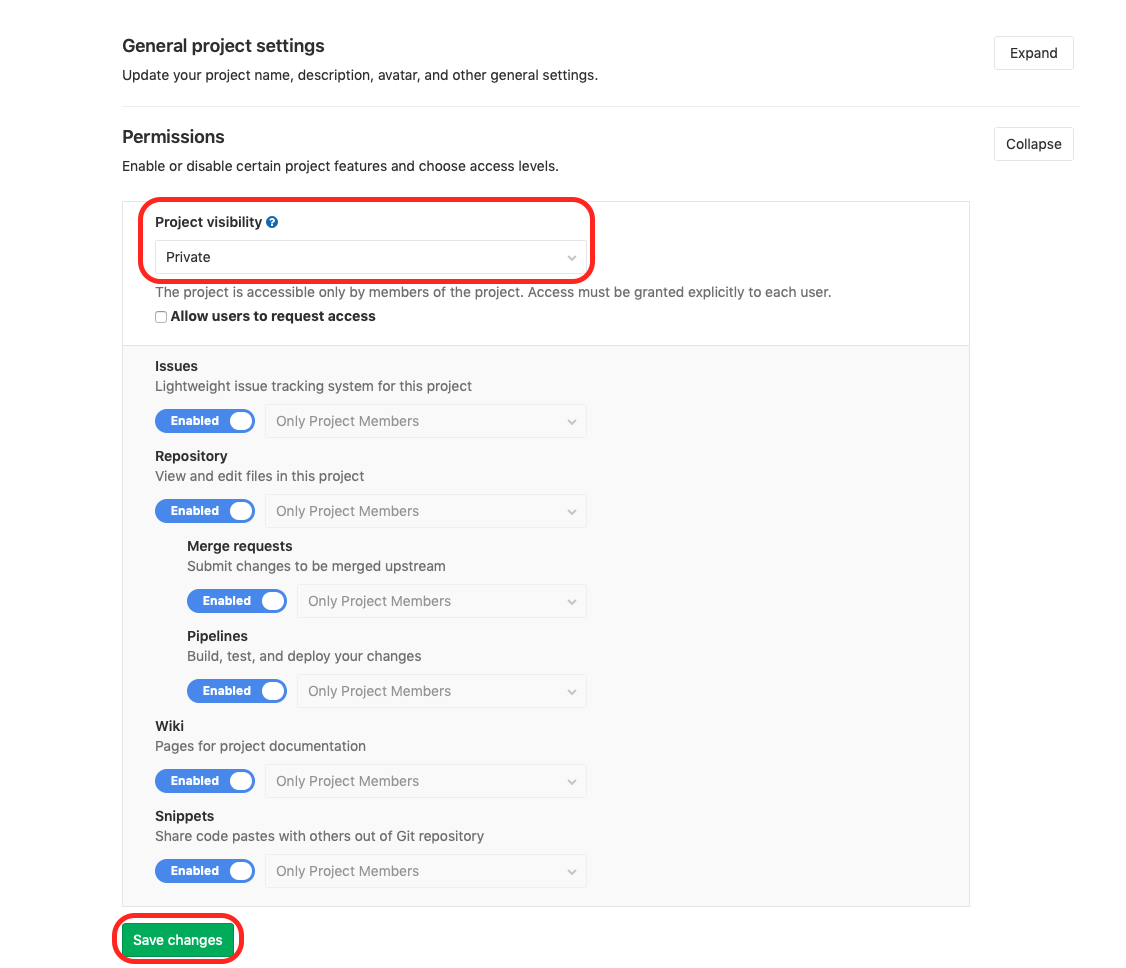 General project settings
Expand
Update your project name, description, avatar, and other general settings.
Permissions
Collapse
Enable or disable certain project features and choose access levels.
Project visibility ?
Private
The project is accessible only by members of the project. Access must be granted explicitly to each user.
Allow users to request access
Issues
Lightweight issue tracking system for this project
Enabled Only Project Members
Repository
View and edit files in this project
Enabled Only Project Members
Merge requests
Submit changes to be merged upstream
Enabled Only Project Members
Pipelines
Build, test, and deploy your changes
Enabled Only Project Members
Wiki
Pages for project documentation
Enabled Only Project Members
Snippets
Share code pastes with others out of Git repository
Enabled Only Project Members
Save changes